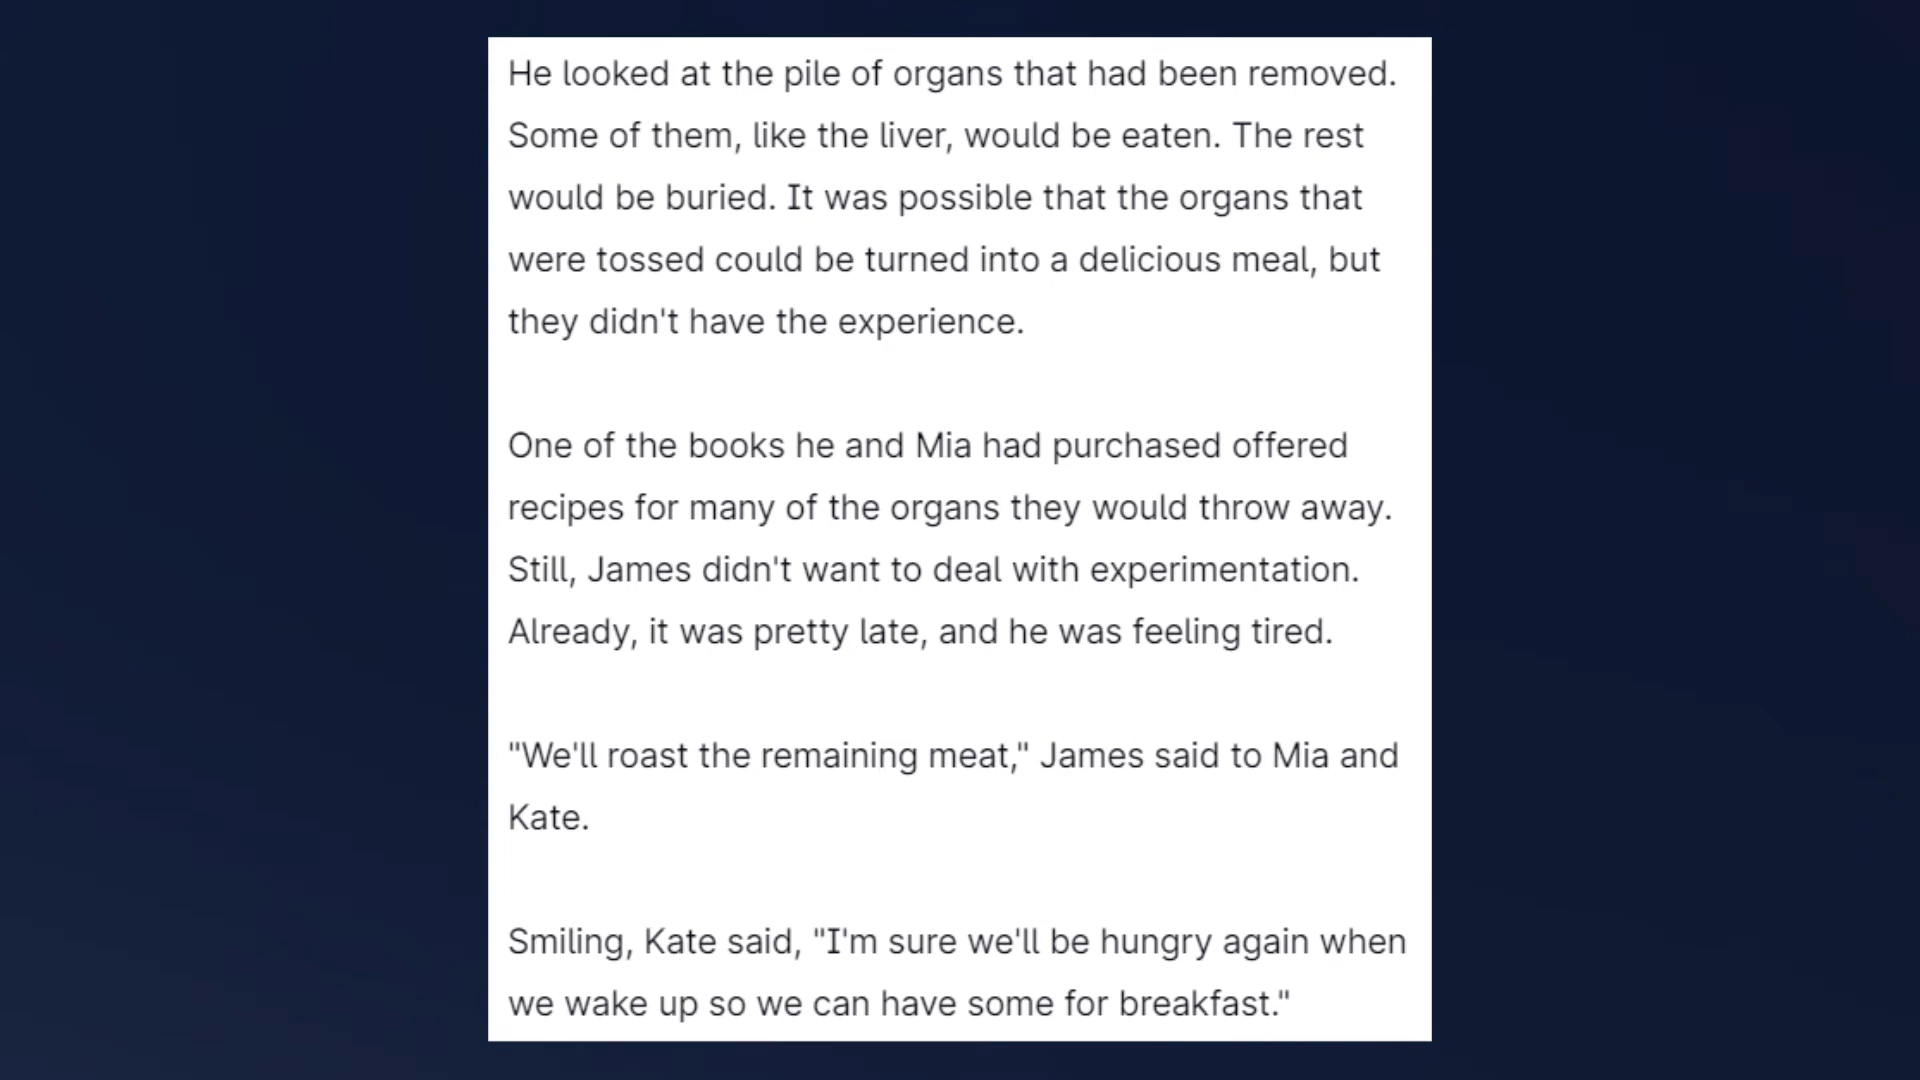 He looked at the pile of organs that had been removed.
Some of them, like the liver, would be eaten. The rest
would be buried. It was possible that the organs that
were tossed could be turned into a delicious meal, but
they didn't have the experience.
One of the books he and Mia had purchased offered
recipes for many of the organs they would throw away.
Still, James didn't want to deal with experimentation.
Already, it was pretty late, and he was feeling tired.
"We'll roast the remaining meat," James said to Mia and
Kate.
Smiling, Kate said, "I'm sure we'll be hungry again when
we wake up so we can have some for breakfast."